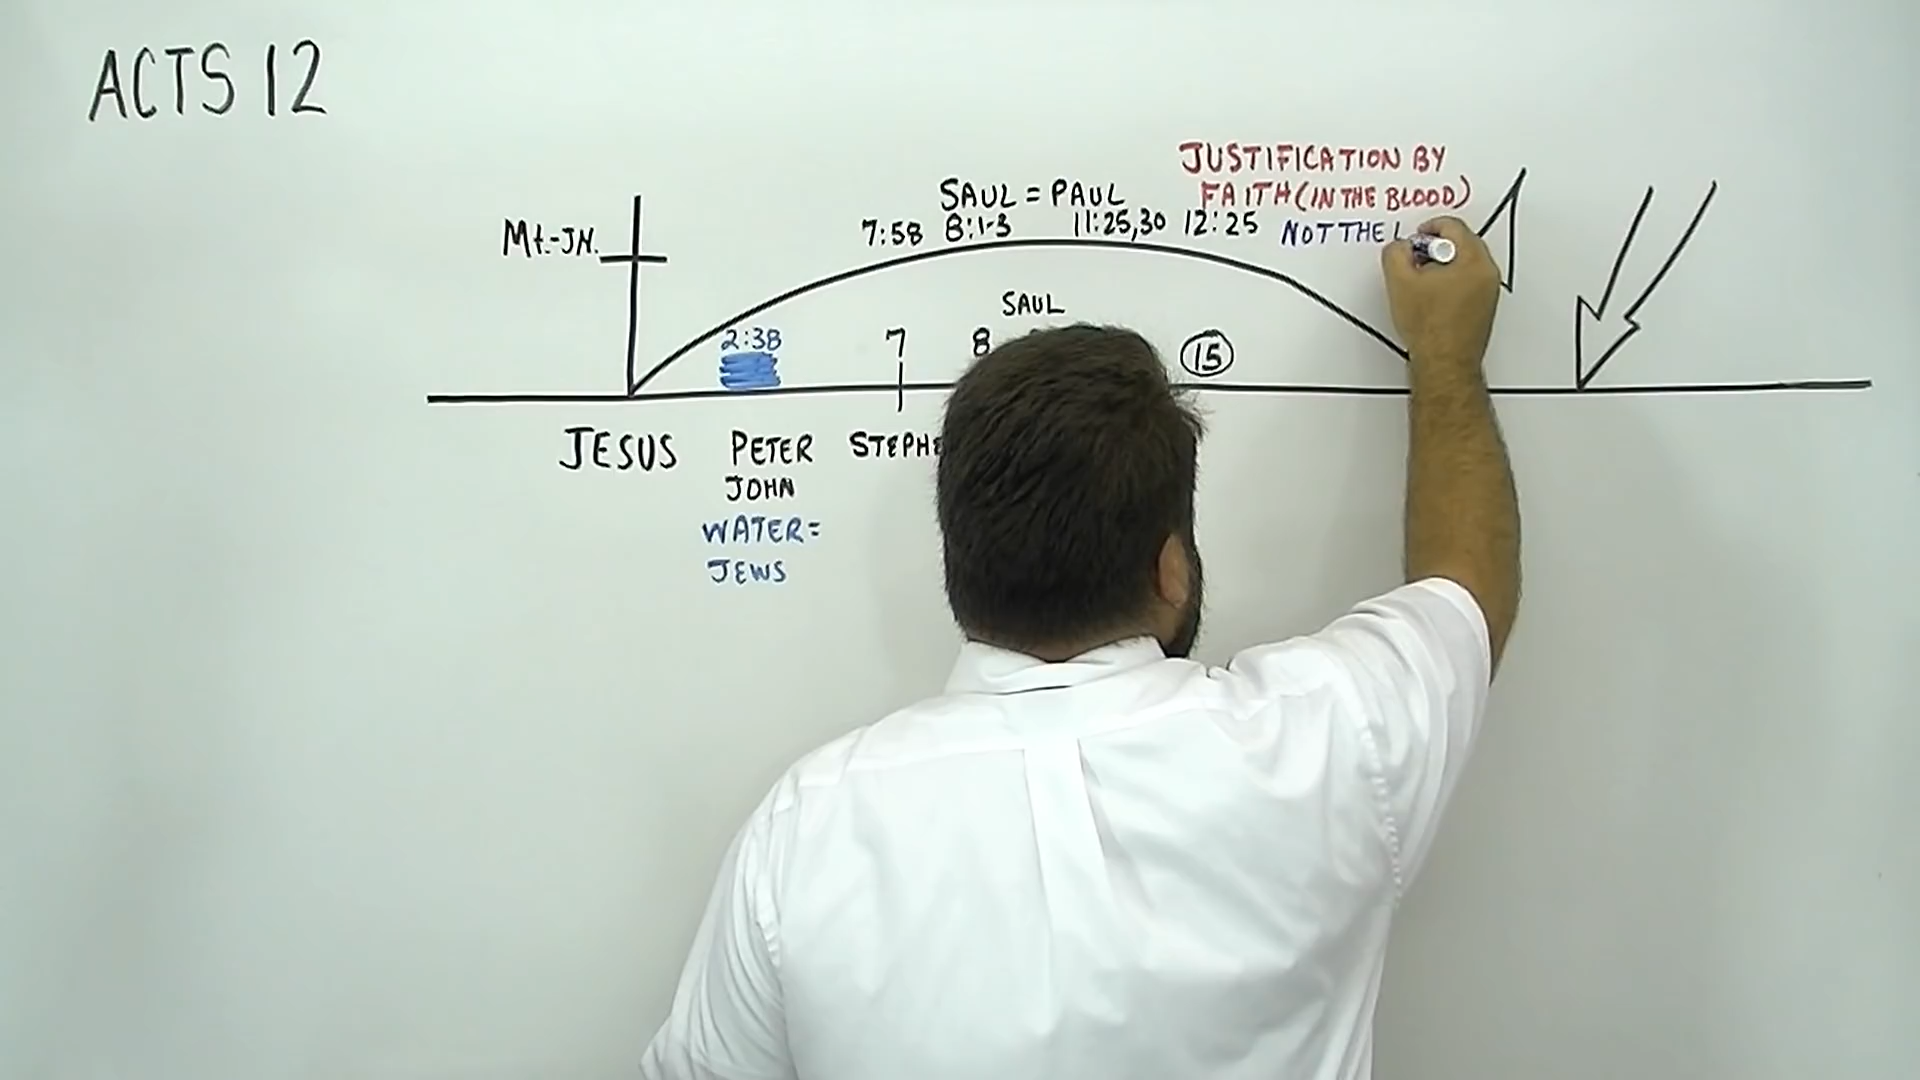 ACTS 12
JUSTIFICATION BY
FAITH (IN THE BLOOD)
SAUL = PAUL
7:58 8:1-3 11:25,30 12:25 NOT THE
Mt.-JN.
SAUL
2:38 7 8 15
JESUS PETER
JOHN
WATER=
JEWS